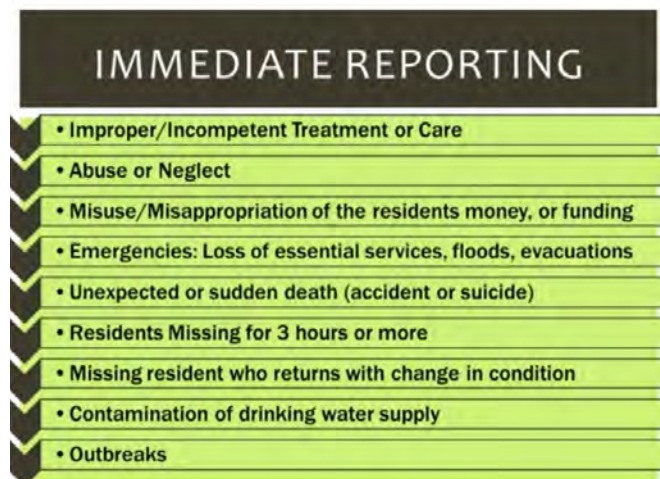 IMMEDIATE REPORTING
• Improper/Incompetent Treatment or Care
• Abuse or Neglect
• Misuse/Misappropriation of the residents money, or funding
• Emergencies: Loss of essential services, floods, evacuations
• Unexpected or sudden death (accident or suicide)
• Residents Missing for 3 hours or more
• Missing resident who returns with change in condition
• Contamination of drinking water supply
• Outbreaks